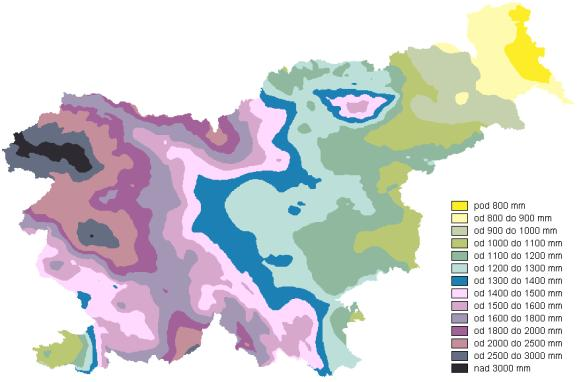 pod 800 mm
od 800 do 900 mm
od 900 do 1000 mm
od 1000 do 1100 mm
od 1100 do 1200 mm
od 1200 do 1300 mm
od 1300 do 1400 mm
od 1400 do 1500 mm
od 1500 do 1600 mm
od 1600 do 1800 mm
od 1800 do 2000 mm
od 2000 do 2500 mm
od 2500 do 3000 mm
nad 3000 mm